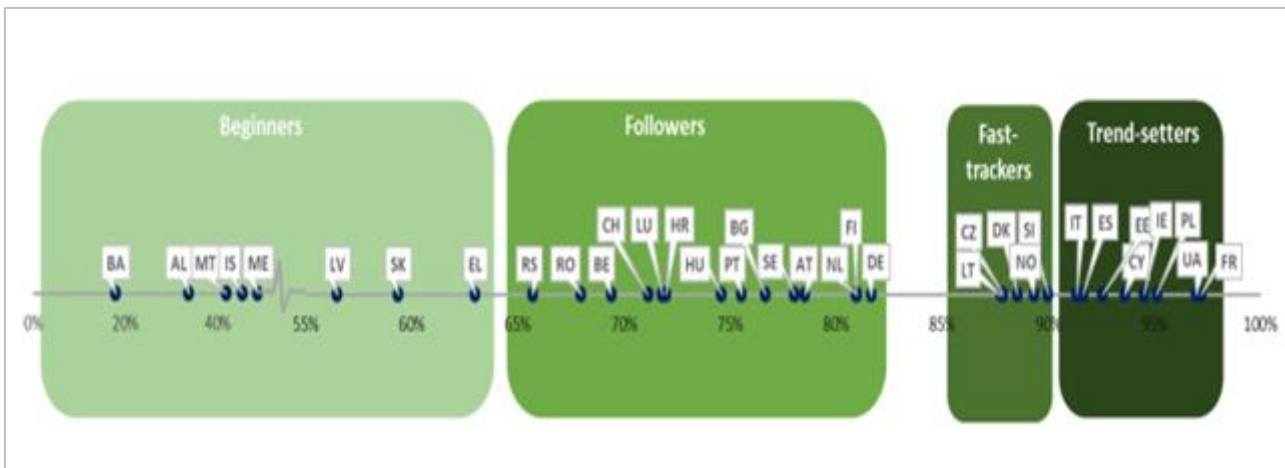 Beginners
Followers
Fast-
trackers
Trend-setters
CH LU HR BG FI CZ DK SI IT ES EE IE PL
BA AL MT IS ME LV SK EL RS RO BE HU PT SE AT NL DE LT NO CY UA FR
0% 20% 40% 55% 60% 65% 70% 75% 80% 85% 90% 95% 100%